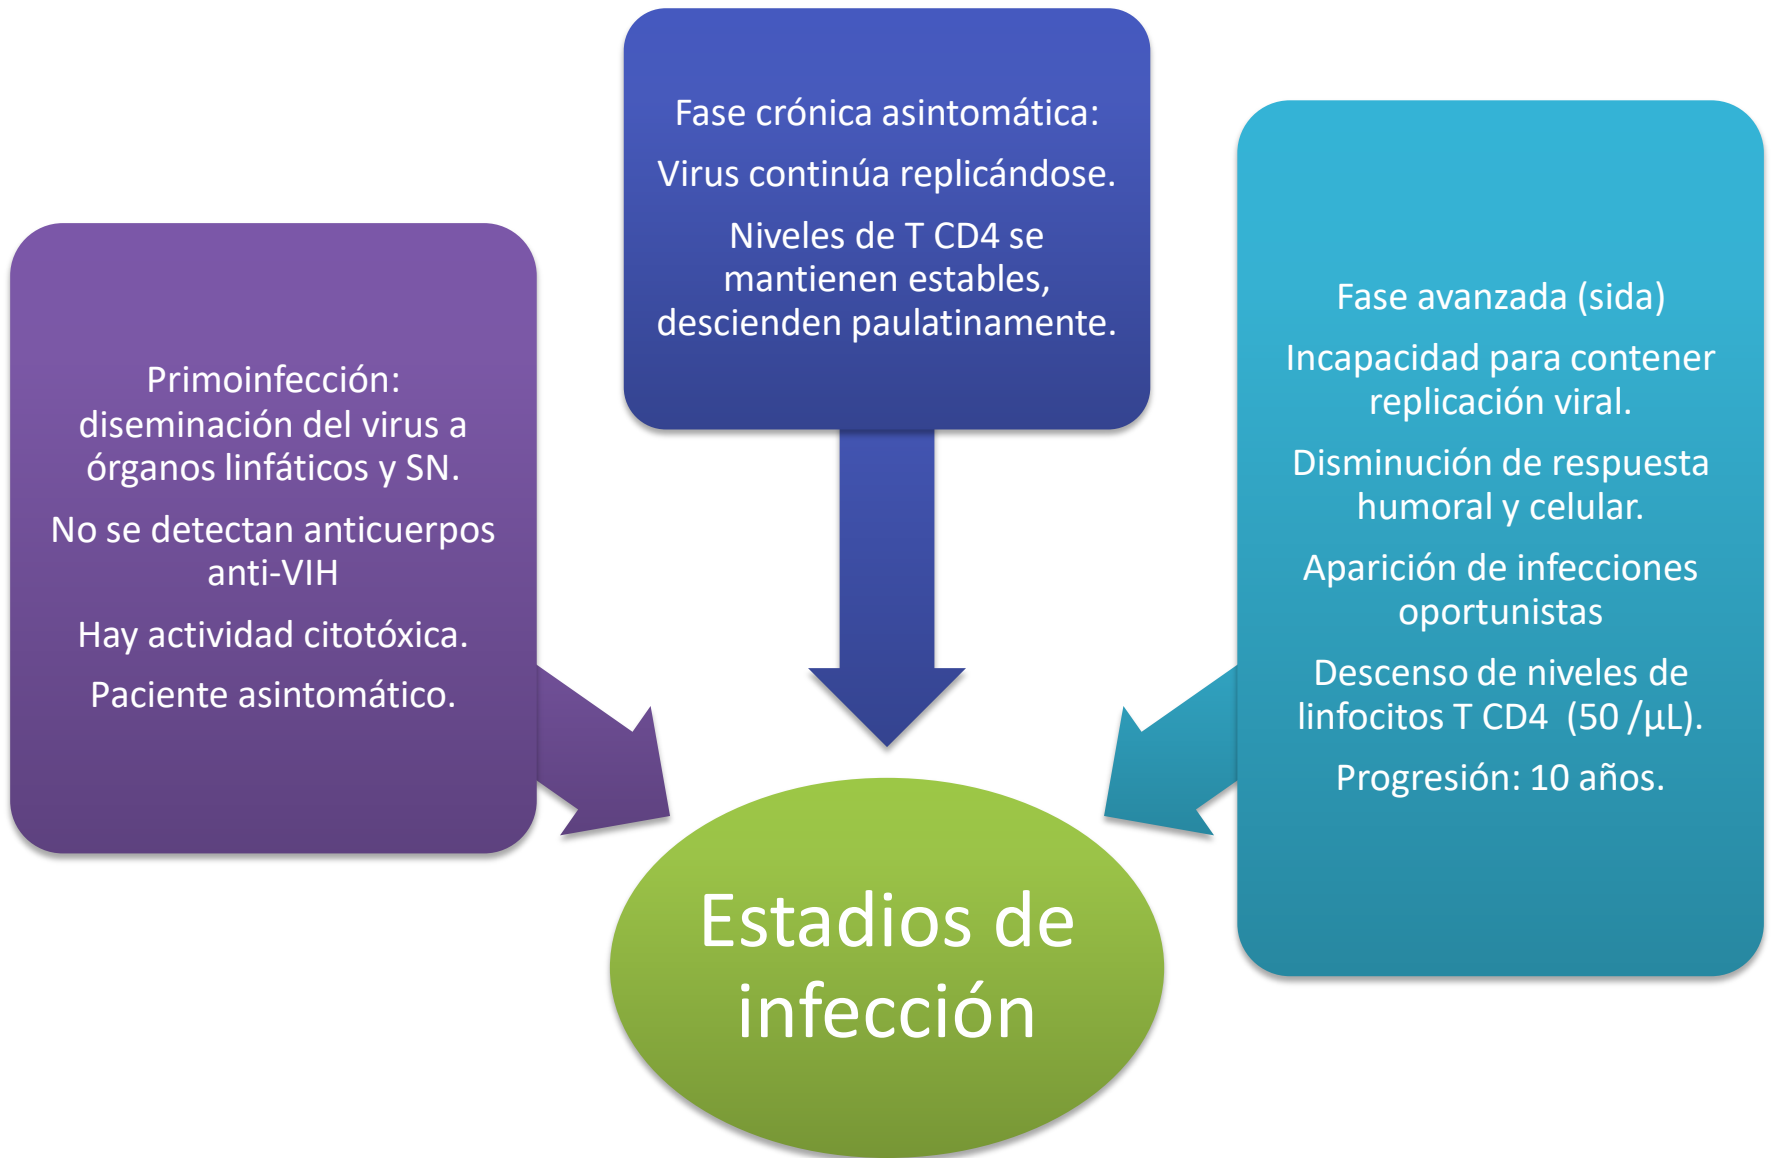 Primoinfección:
diseminación del virus a
órganos linfáticos y SN.
No se detectan anticuerpos
anti-VIH
Hay actividad citotóxica.
Paciente asintomático.
Fase crónica asintomática:
Virus continúa replicándose.
Niveles de T CD4 se
mantienen estables,
descienden paulatinamente.
Fase avanzada (sida)
Incapacidad para contener
replicación viral.
Disminución de respuesta
humoral y celular.
Aparición de infecciones
oportunistas
Descenso de niveles de
linfocitos T CD4  (50 /µL).
Progresión: 10 años.
Estadios de
infección